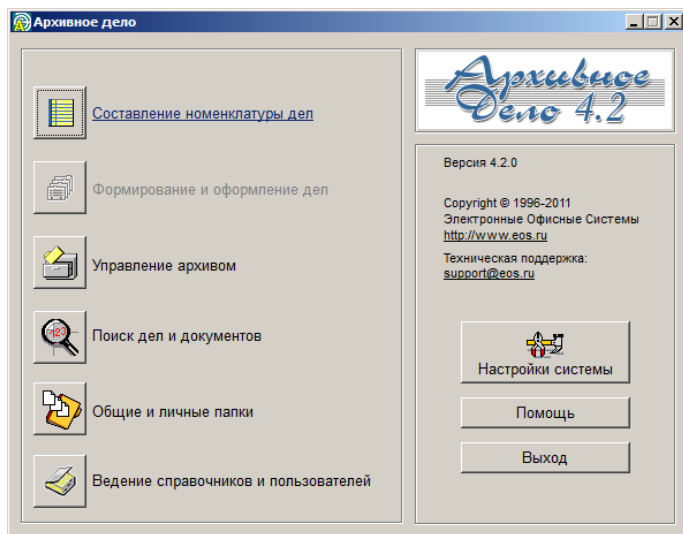 Архивное дело
Составление номенклатуры дел
Формирование и оформление дел
Управление архивом
123
Поиск дел и документов
Общие и личные папки
Ведение справочников и пользователей
Архивное
Дело 4.2
Версия 4.2.0
Copyright © 1996-2011
Электронные Офисные Системы
http://www.eos.ru
Техническая поддержка:
support@eos.ru
Настройки системы
Помощь
Выход